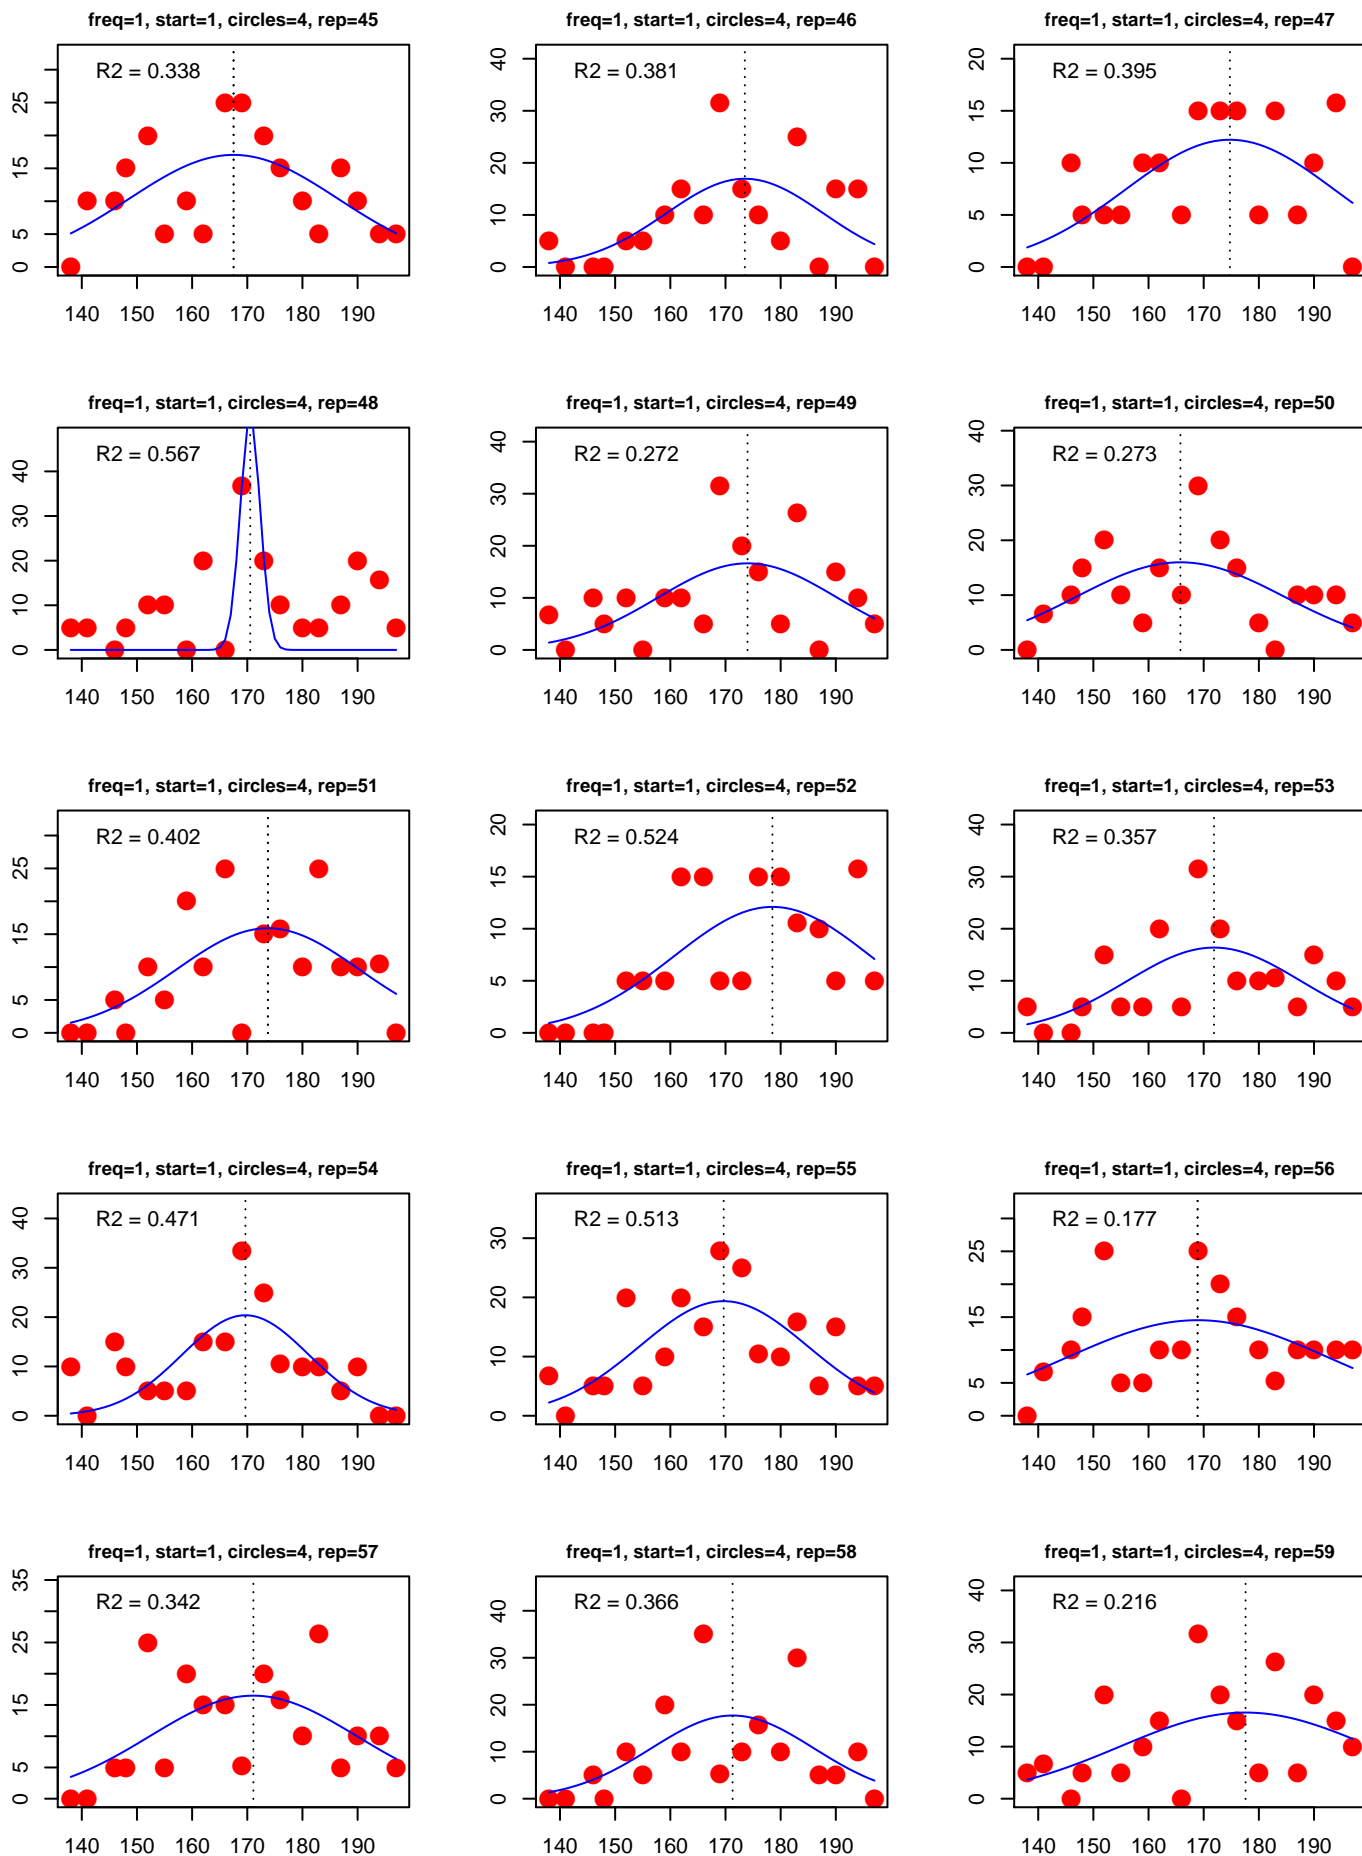 freq=1, start=1, circles=4, rep=45
R2 = 0.338
0 5 15 25
140 150 160 170 180 190
freq=1, start=1, circles=4, rep=46
R2 = 0.381
0 10 20 30 40
140 150 160 170 180 190
freq=1, start=1, circles=4, rep=47
R2 = 0.395
0 5 10 15 20
140 150 160 170 180 190
freq=1, start=1, circles=4, rep=48
R2 = 0.567
0 10 20 30 40
140 150 160 170 180 190
freq=1, start=1, circles=4, rep=49
R2 = 0.272
0 10 20 30 40
140 150 160 170 180 190
freq=1, start=1, circles=4, rep=50
R2 = 0.273
0 10 20 30 40
140 150 160 170 180 190
freq=1, start=1, circles=4, rep=51
R2 = 0.402
0 5 15 25
140 150 160 170 180 190
freq=1, start=1, circles=4, rep=52
R2 = 0.524
0 5 10 15 20
140 150 160 170 180 190
freq=1, start=1, circles=4, rep=53
R2 = 0.357
0 10 20 30 40
140 150 160 170 180 190
freq=1, start=1, circles=4, rep=54
R2 = 0.471
0 10 20 30 40
140 150 160 170 180 190
freq=1, start=1, circles=4, rep=55
R2 = 0.513
0 10 20 30
140 150 160 170 180 190
freq=1, start=1, circles=4, rep=56
R2 = 0.177
0 5 15 25
140 150 160 170 180 190
freq=1, start=1, circles=4, rep=57
R2 = 0.342
0 5 15 25 35
140 150 160 170 180 190
freq=1, start=1, circles=4, rep=58
R2 = 0.366
0 10 20 30 40
140 150 160 170 180 190
freq=1, start=1, circles=4, rep=59
R2 = 0.216
0 10 20 30 40
140 150 160 170 180 190